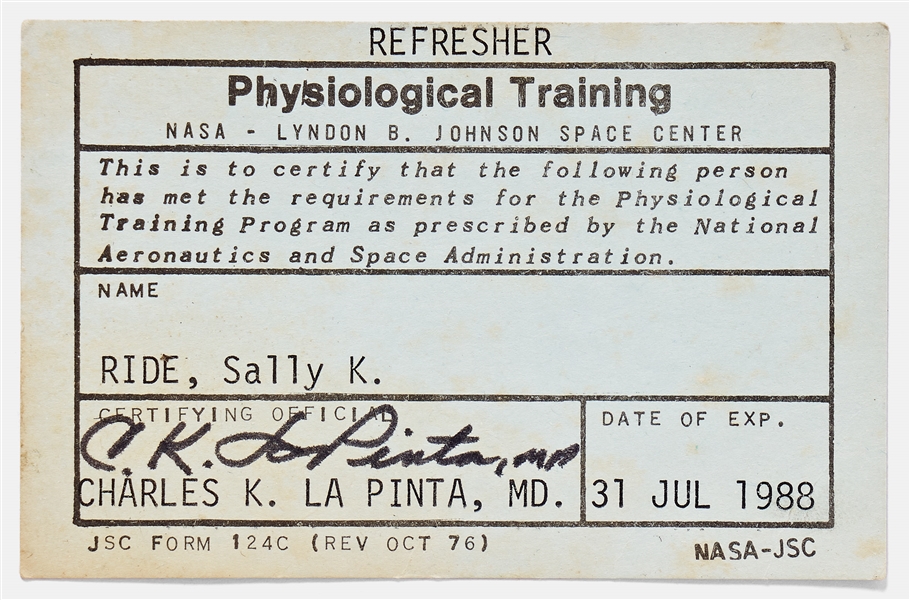 REFRESHER
Physiological Training
NASA - LYNDON B. JOHNSON SPACE CENTER
This is to certify that the following person
has met the requirements for the Physiological
Training Program as prescribed by the National
Aeronautics and Space Administration.
NAME
RIDE, Sally K.
CERTIFYING OFFICIAL
C. K. La Pinta, MD
CHARLES K. LA PINTA, MD.
DATE OF EXP.
31 JUL 1988
JSC FORM 124C (REV OCT 76)
NASA-JSC